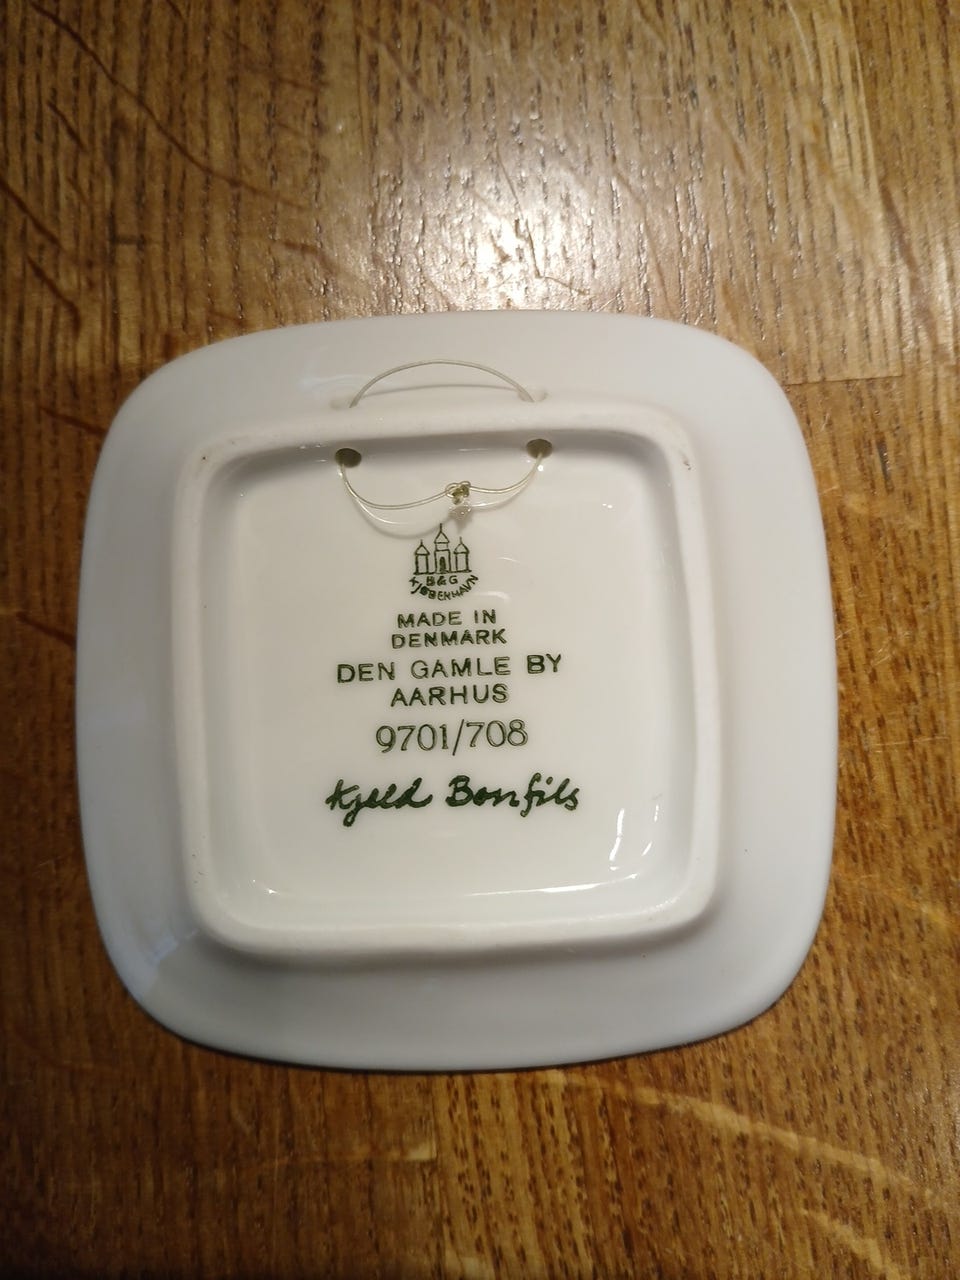 B&G
KJØBENHAVN
MADE IN
DENMARK
DEN GAMLE BY
AARHUS
9701/708
Kjeld Bonfils